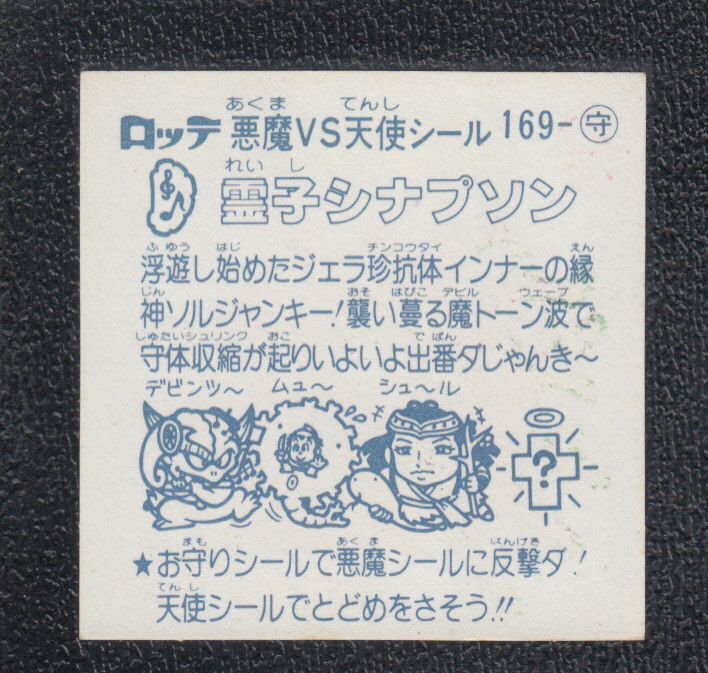 あくま てんし
ロッテ 悪魔VS天使シール 169-守
れいし
霊子シナプソン
ふゆう はじ チンコウタイ えん
浮遊し始めたジェラ珍抗体インナーの縁
じん おそ はびこ デビル ウェーブ
神ソルジャンキー!襲い蔓る魔トーン波で
しゅたいシュリンク おこ でばん
守体収縮が起りいよいよ出番ダじゃんき〜
デビンツ〜 ムュ〜 シュ〜ル
?
まも あくま はんげき
★お守りシールで悪魔シールに反撃ダ!
てんし
天使シールでとどめをさそう!!